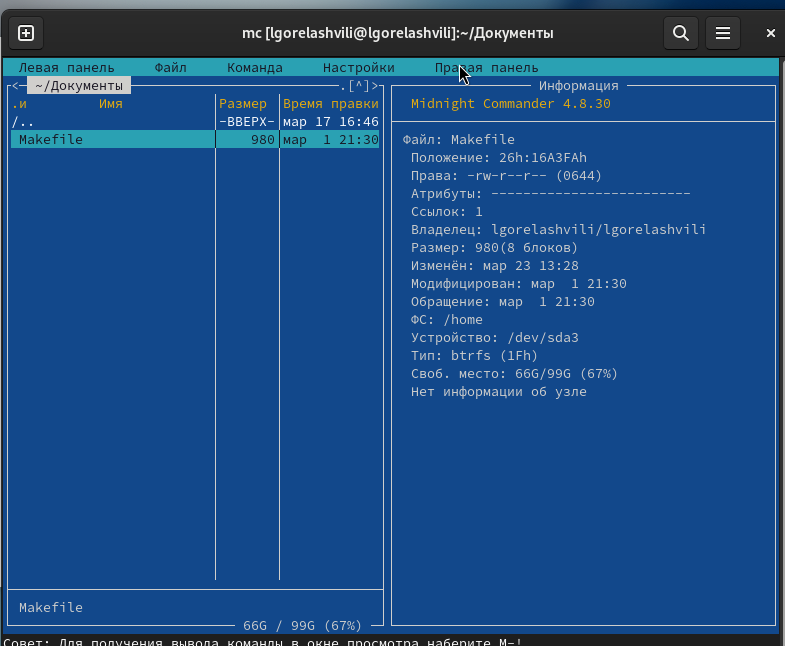 mc [lgorelashvili@lgorelashvili]:~/Документы
Левая панель Файл Команда Настройки Правая панель
<- ~/Документы .[^]>
.и Имя Размер Время правки
/.. -ВВЕРХ- мар 17 16:46
Makefile 980 мар 1 21:30
Makefile
66G / 99G (67%)
Информация
Midnight Commander 4.8.30
Файл: Makefile
Положение: 26h:16A3FAh
Права: -rw-r--r-- (0644)
Атрибуты: -------------------------
Ссылок: 1
Владелец: lgorelashvili/lgorelashvili
Размер: 980(8 блоков)
Изменён: мар 23 13:28
Модифицирован: мар 1 21:30
Обращение: мар 1 21:30
ФС: /home
Устройство: /dev/sda3
Тип: btrfs (1Fh)
Своб. место: 66G/99G (67%)
Нет информации об узле
Совет: Для получения вывода команды в окне просмотра наберите M-!